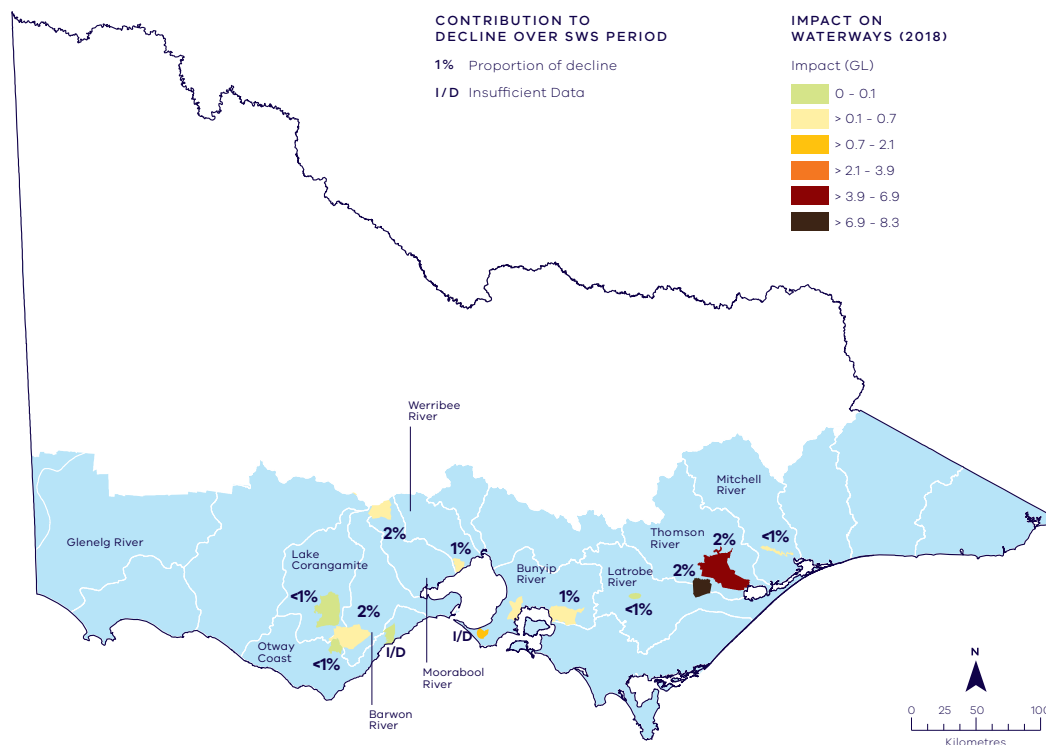 CONTRIBUTION TO
DECLINE OVER SWS PERIOD
1% Proportion of decline
I/D Insufficient Data
IMPACT ON
WATERWAYS (2018)
Impact (GL)
0 - 0.1
> 0.1 - 0.7
> 0.7 - 2.1
> 2.1 - 3.9
> 3.9 - 6.9
> 6.9 - 8.3
Werribee
River
Mitchell
River
Glenelg River
2%
Thomson
River
2%
<1%
Lake
Corangamite
1%
Bunyip
River
Latrobe
River
2%
<1%
2%
1%
<1%
I/D
I/D
Otway
Coast
<1%
Moorabool
River
Barwon
River
N
0 25 50 100
Kilometres